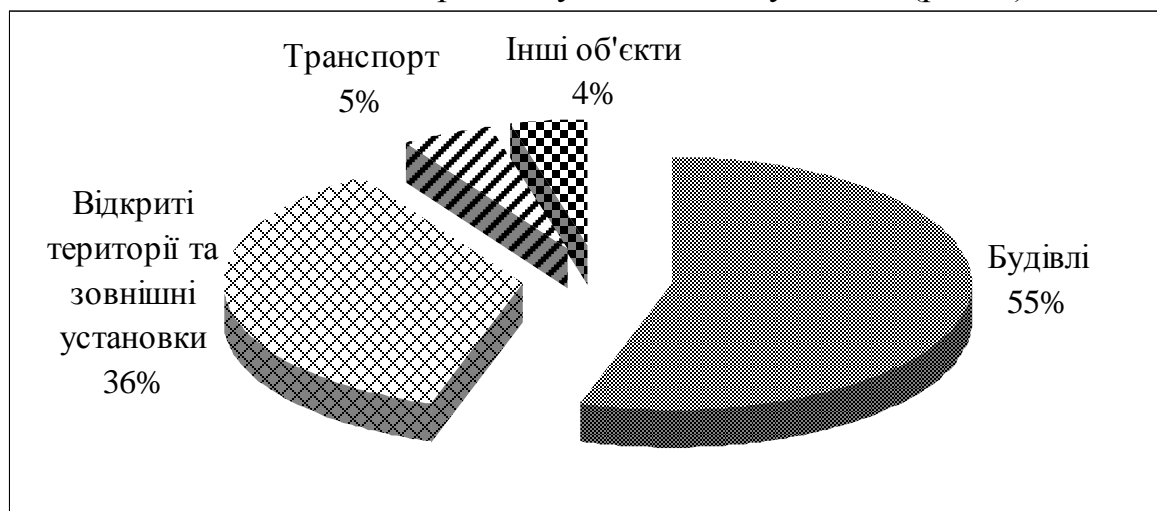 Транспорт
5%
Інші об'єкти
4%
Відкриті
території та
зовнішні
установки
36%
Будівлі
55%